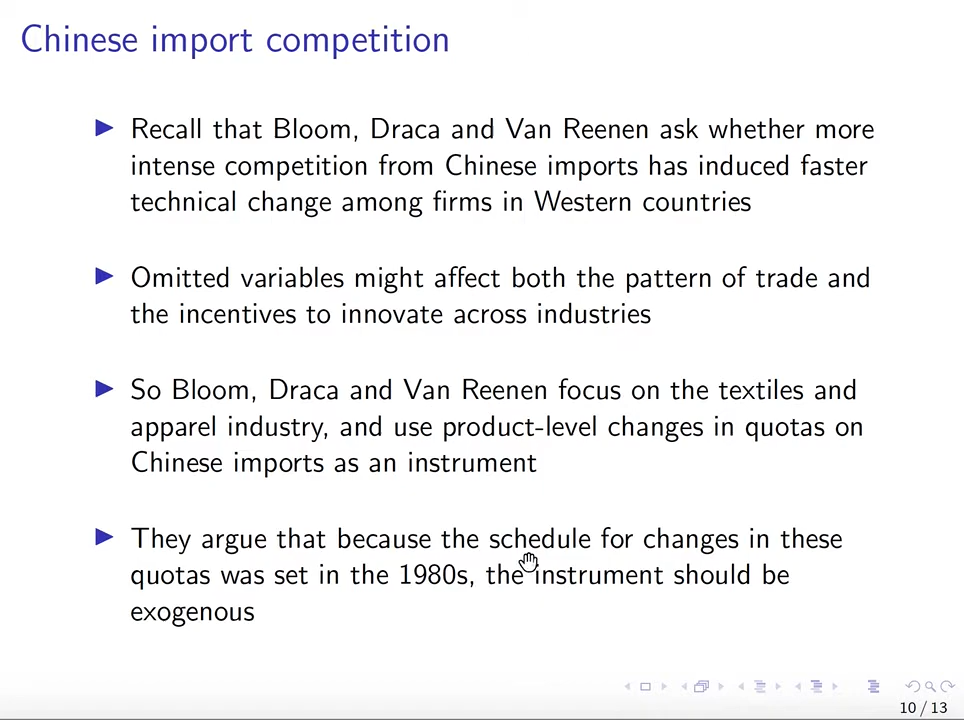 Chinese import competition
Recall that Bloom, Draca and Van Reenen ask whether more
intense competition from Chinese imports has induced faster
technical change among firms in Western countries
Omitted variables might affect both the pattern of trade and
the incentives to innovate across industries
So Bloom, Draca and Van Reenen focus on the textiles and
apparel industry, and use product-level changes in quotas on
Chinese imports as an instrument
They argue that because the schedule for changes in these
quotas was set in the 1980s, the instrument should be
exogenous
10 / 13